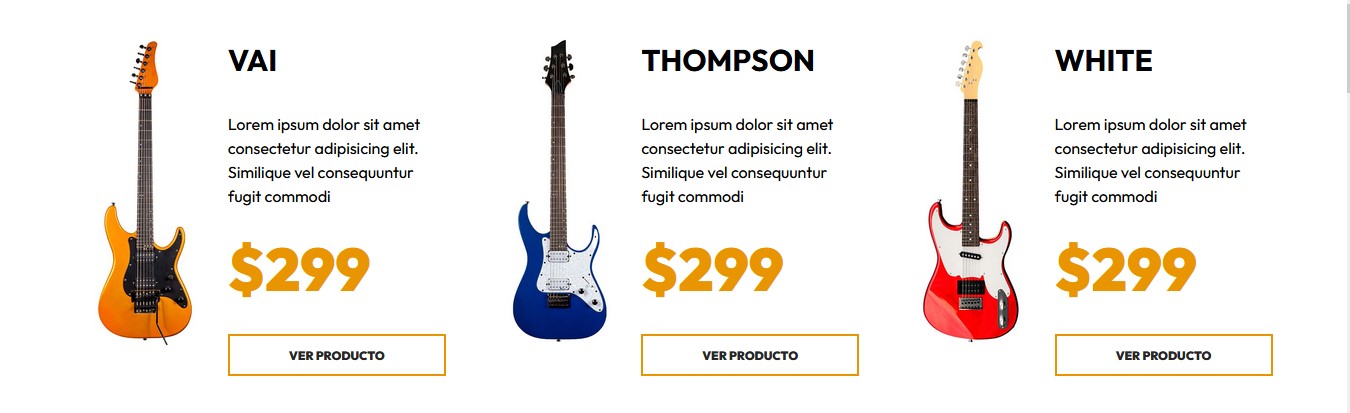 VAI
Lorem ipsum dolor sit amet
consectetur adipisicing elit.
Similique vel consequuntur
fugit commodi
$299
VER PRODUCTO
THOMPSON
Lorem ipsum dolor sit amet
consectetur adipisicing elit.
Similique vel consequuntur
fugit commodi
$299
VER PRODUCTO
WHITE
Lorem ipsum dolor sit amet
consectetur adipisicing elit.
Similique vel consequuntur
fugit commodi
$299
VER PRODUCTO